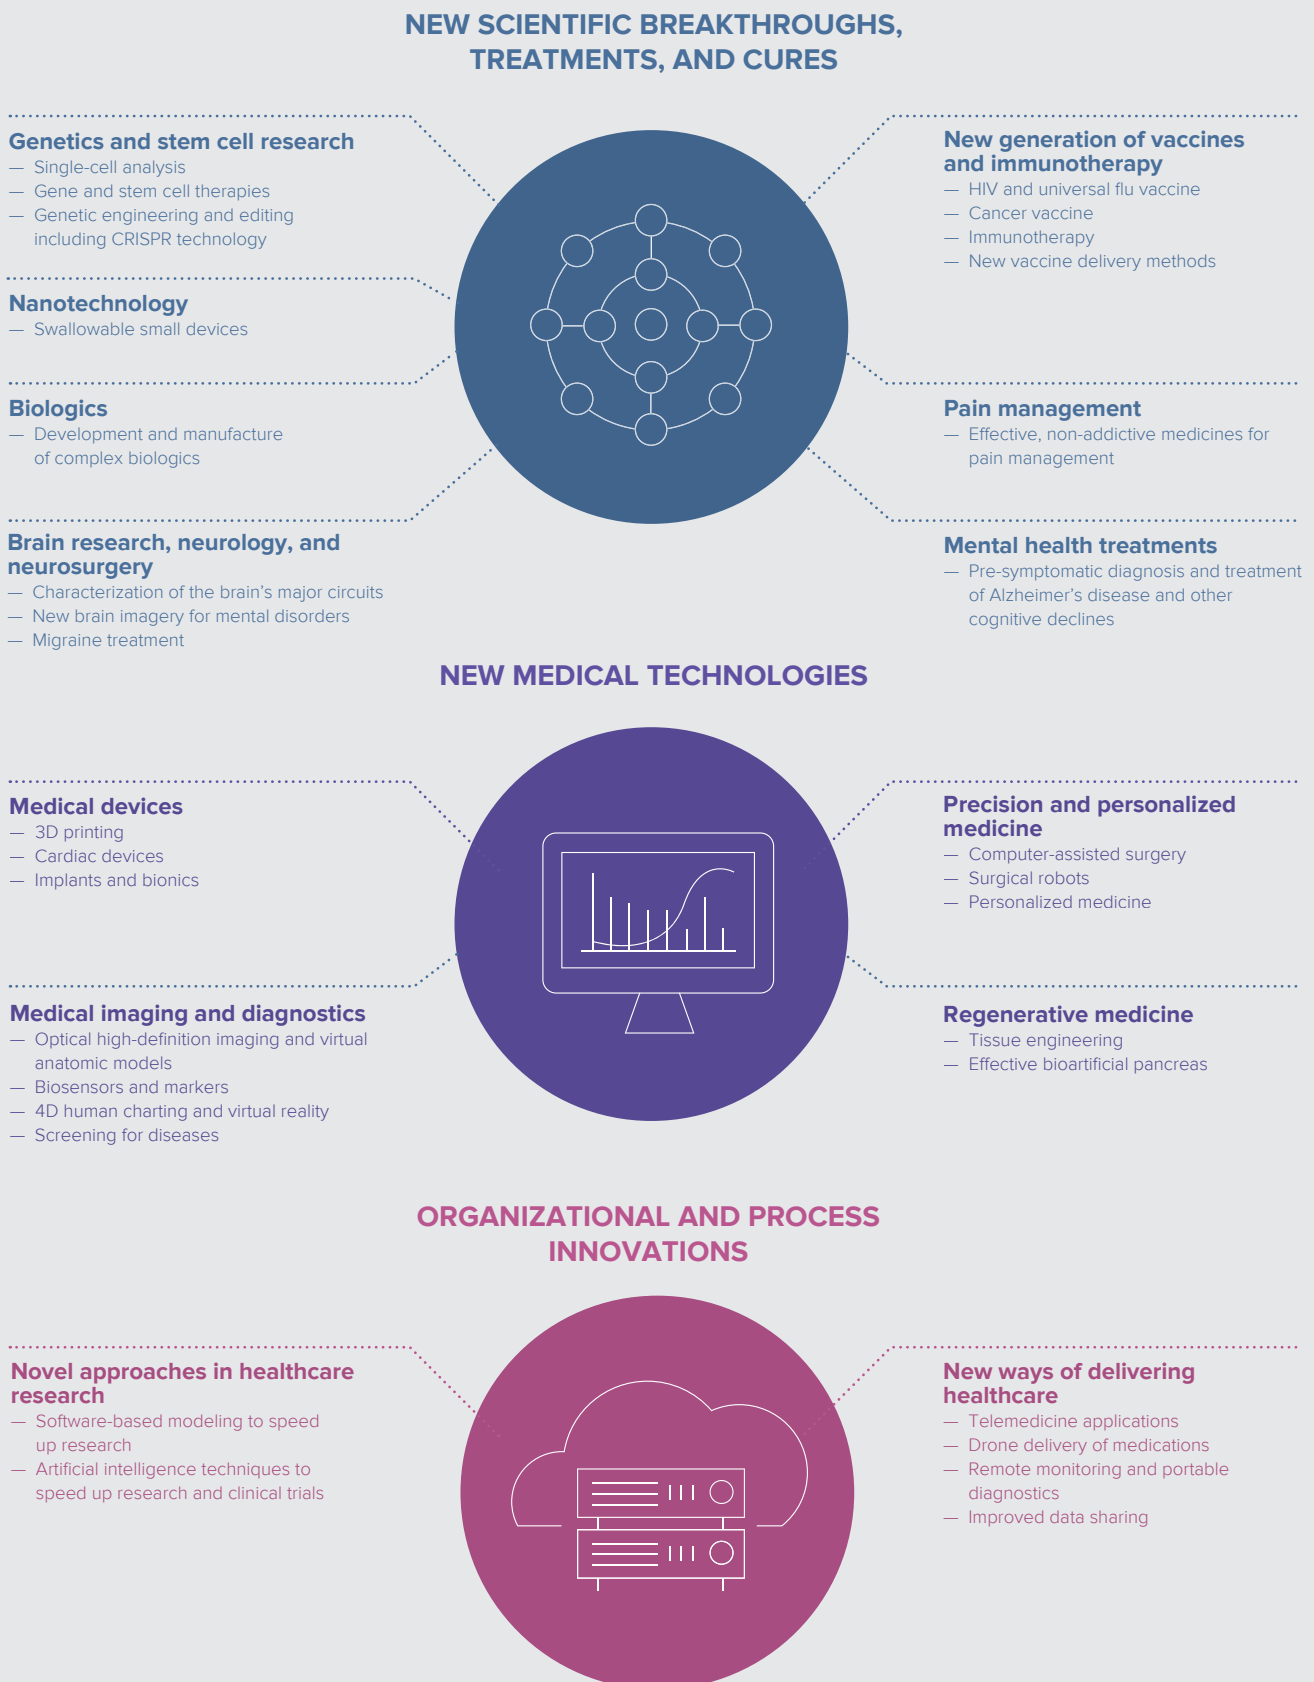 NEW SCIENTIFIC BREAKTHROUGHS,
TREATMENTS, AND CURES
Genetics and stem cell research
— Single-cell analysis
— Gene and stem cell therapies
— Genetic engineering and editing
including CRISPR technology
Nanotechnology
— Swallowable small devices
Biologics
— Development and manufacture
of complex biologics
Brain research, neurology, and
neurosurgery
— Characterization of the brain’s major circuits
— New brain imagery for mental disorders
— Migraine treatment
New generation of vaccines
and immunotherapy
— HIV and universal flu vaccine
— Cancer vaccine
— Immunotherapy
— New vaccine delivery methods
Pain management
— Effective, non-addictive medicines for
pain management
Mental health treatments
— Pre-symptomatic diagnosis and treatment
of Alzheimer’s disease and other
cognitive declines
NEW MEDICAL TECHNOLOGIES
Medical devices
— 3D printing
— Cardiac devices
— Implants and bionics
Medical imaging and diagnostics
— Optical high-definition imaging and virtual
anatomic models
— Biosensors and markers
— 4D human charting and virtual reality
— Screening for diseases
Precision and personalized
medicine
— Computer-assisted surgery
— Surgical robots
— Personalized medicine
Regenerative medicine
— Tissue engineering
— Effective bioartificial pancreas
ORGANIZATIONAL AND PROCESS
INNOVATIONS
Novel approaches in healthcare
research
— Software-based modeling to speed
up research
— Artificial intelligence techniques to
speed up research and clinical trials
New ways of delivering
healthcare
— Telemedicine applications
— Drone delivery of medications
— Remote monitoring and portable
diagnostics
— Improved data sharing